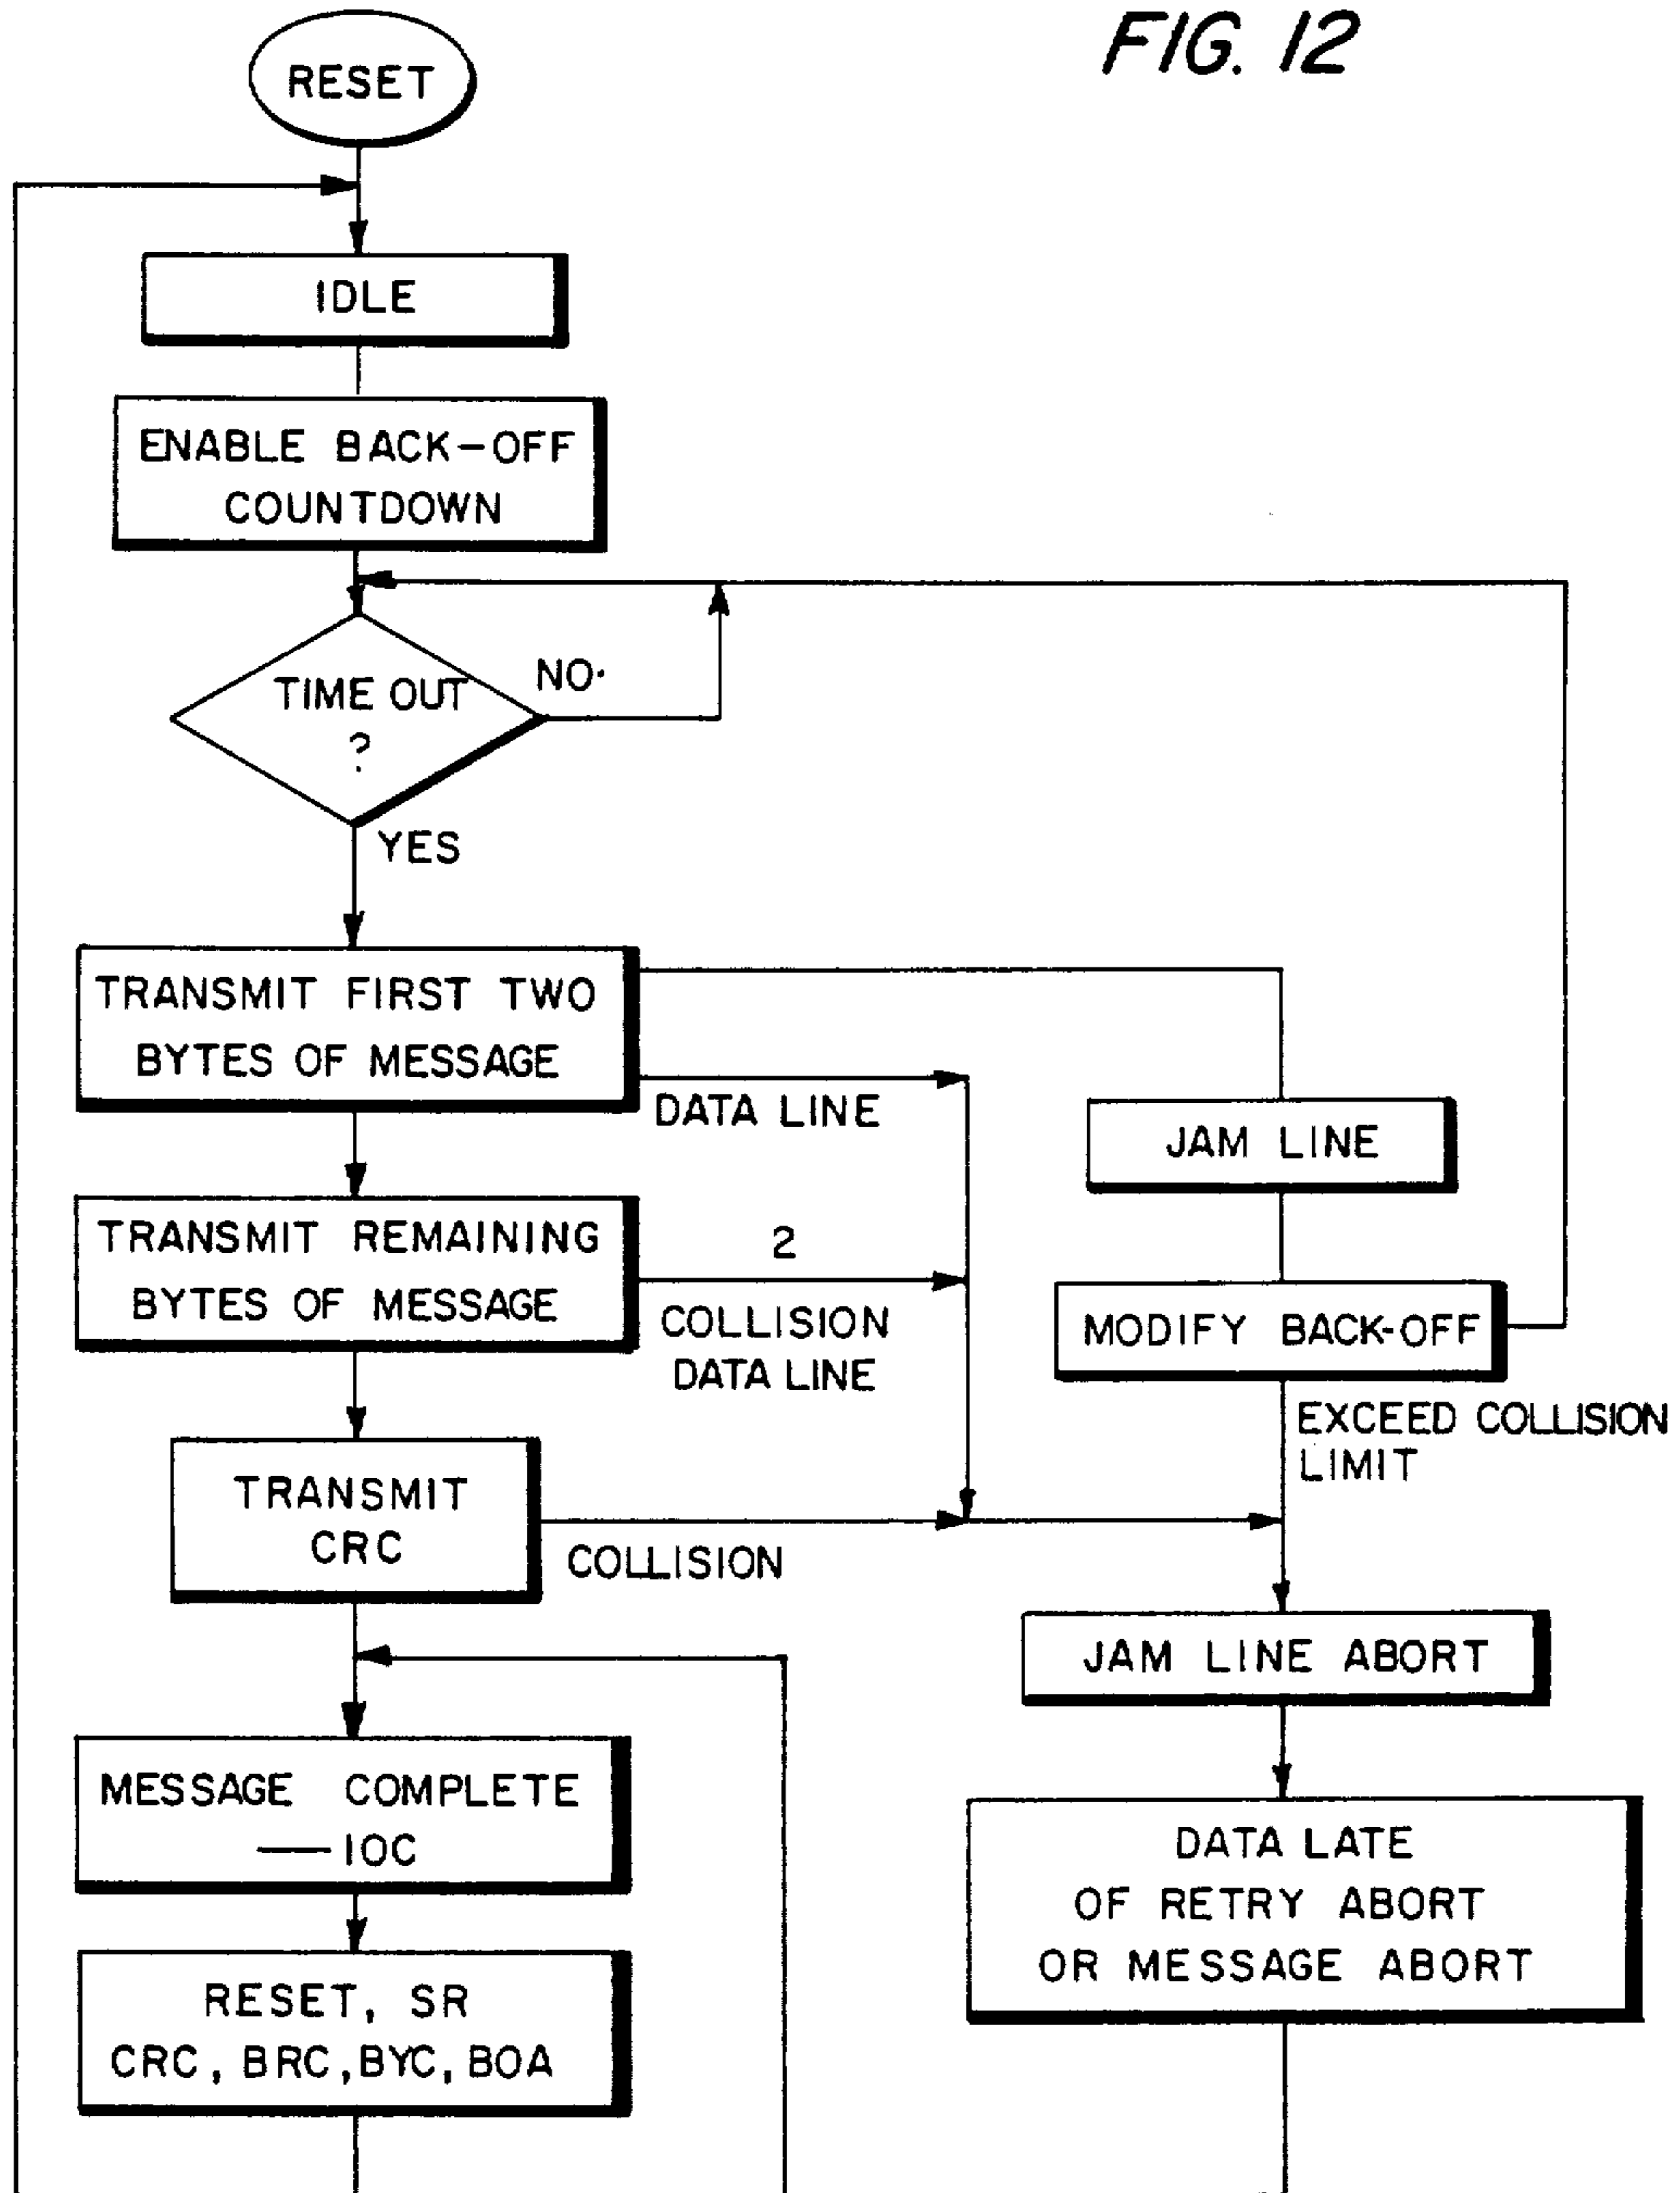 FIG. 12
RESET
IDLE
ENABLE BACK-OFF
COUNTDOWN
TIME OUT
?
NO.
YES
TRANSMIT FIRST TWO
BYTES OF MESSAGE
DATA LINE
JAM LINE
TRANSMIT REMAINING
BYTES OF MESSAGE
2
COLLISION
DATA LINE
MODIFY BACK-OFF
EXCEED COLLISION
LIMIT
TRANSMIT
CRC
COLLISION
JAM LINE ABORT
MESSAGE COMPLETE
—IOC
DATA LATE
OF RETRY ABORT
OR MESSAGE ABORT
RESET, SR
CRC, BRC, BYC, BOA